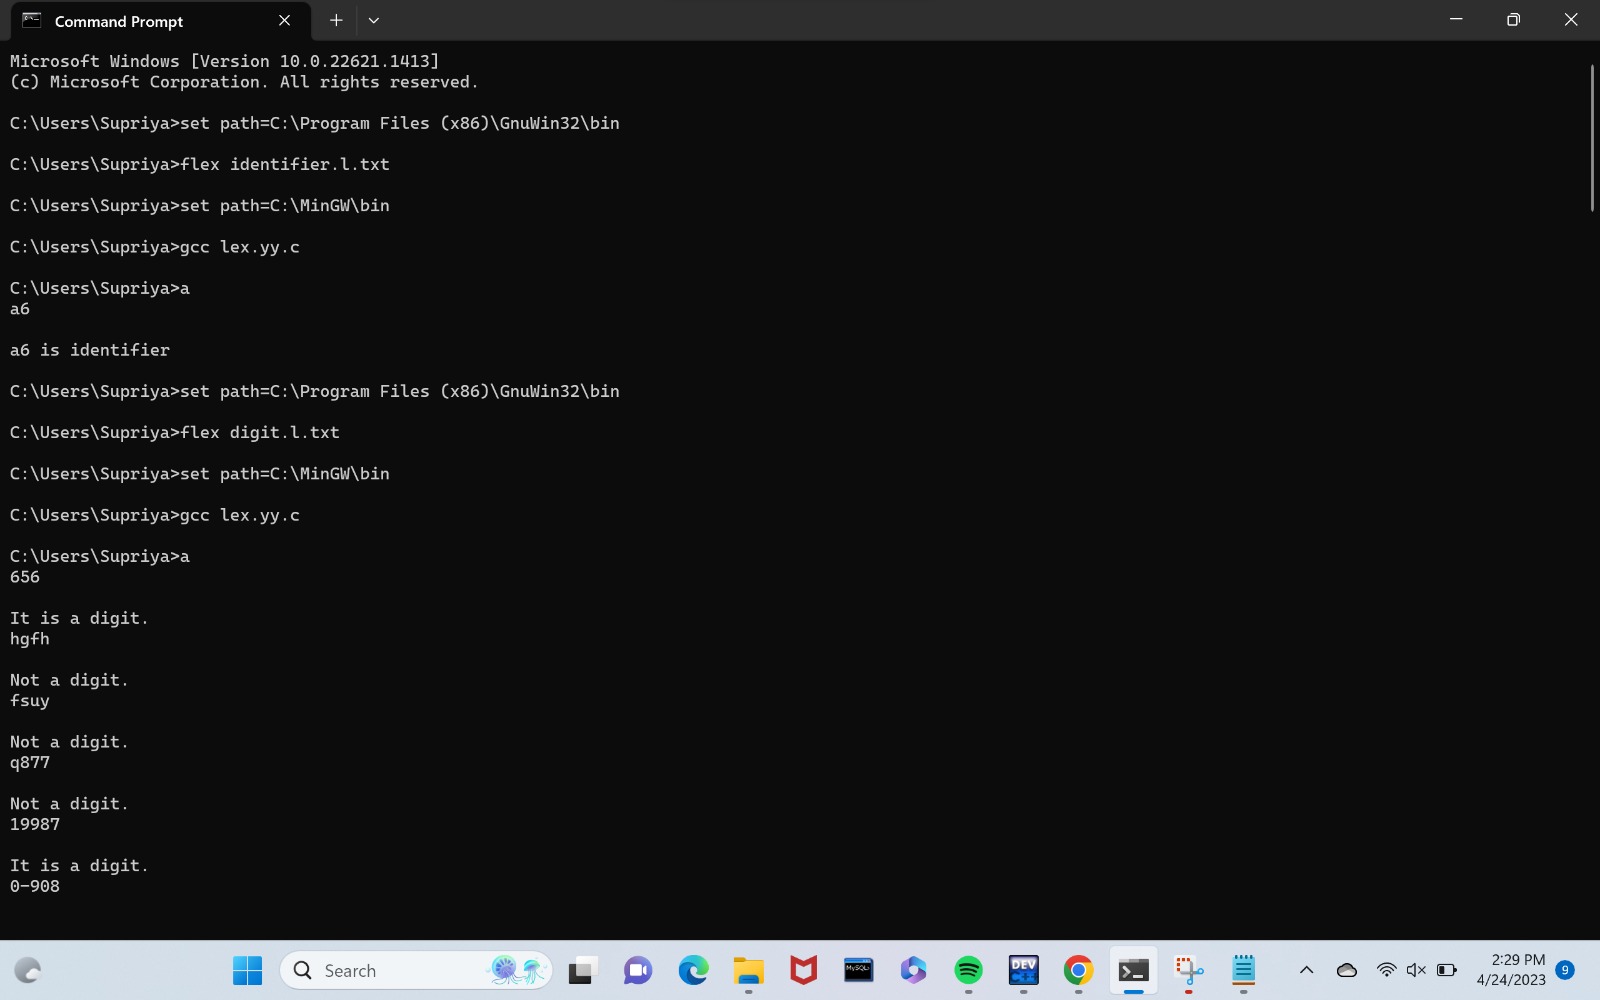 Command Prompt
Microsoft Windows [Version 10.0.22621.1413]
(c) Microsoft Corporation. All rights reserved.
C:\Users\Supriya>set path=C:\Program Files (x86)\GnuWin32\bin
C:\Users\Supriya>flex identifier.l.txt
C:\Users\Supriya>set path=C:\MinGW\bin
C:\Users\Supriya>gcc lex.yy.c
C:\Users\Supriya>a
a6
a6 is identifier
C:\Users\Supriya>set path=C:\Program Files (x86)\GnuWin32\bin
C:\Users\Supriya>flex digit.l.txt
C:\Users\Supriya>set path=C:\MinGW\bin
C:\Users\Supriya>gcc lex.yy.c
C:\Users\Supriya>a
656
It is a digit.
hgfh
Not a digit.
fsuy
Not a digit.
q877
Not a digit.
19987
It is a digit.
0-908
Search
MySQL
DEV
C++
2:29 PM
4/24/2023
9